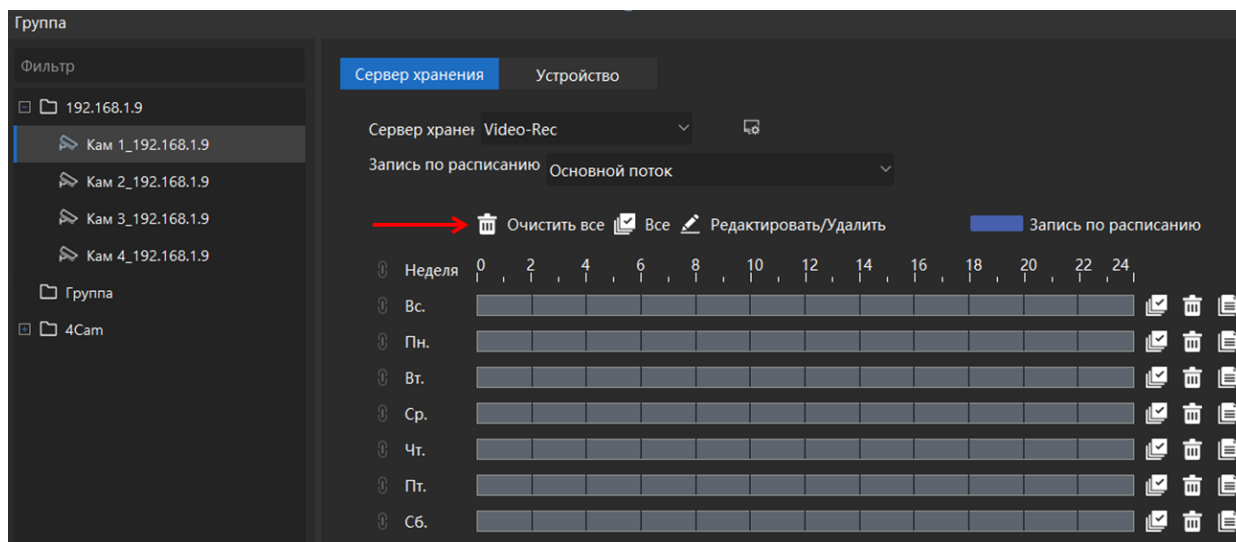 Группа
Фильтр
192.168.1.9
Кам 1_192.168.1.9
Кам 2_192.168.1.9
Кам 3_192.168.1.9
Кам 4_192.168.1.9
Группа
4Cam
Сервер хранения Устройство
Сервер хранен Video-Rec
Запись по расписанию Основной поток
Очистить все Все Редактировать/Удалить Запись по расписанию
Неделя 0 2 4 6 8 10 12 14 16 18 20 22 24
Вс.
Пн.
Вт.
Ср.
Чт.
Пт.
Сб.